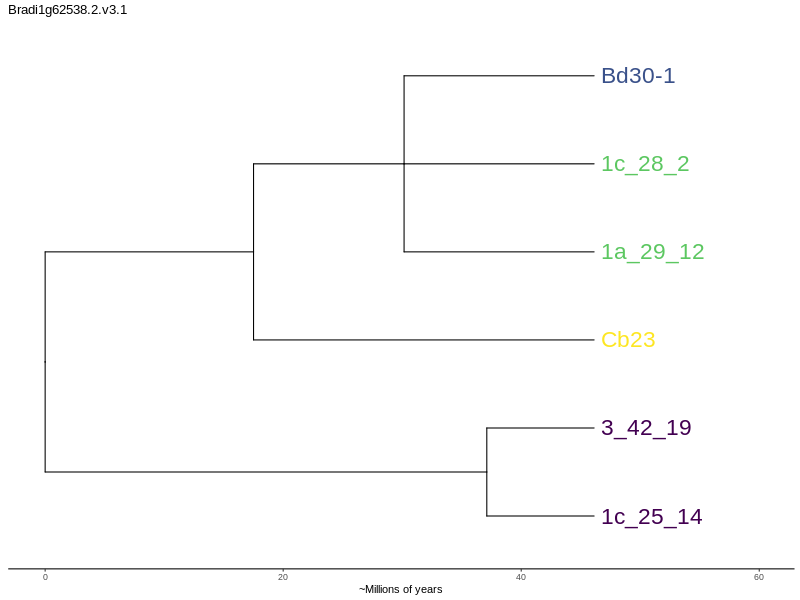 Bradi1g62538.2.v3.1
Bd30-1
1c_28_2
1a_29_12
Cb23
3_42_19
1c_25_14
0 20 40 60
~Millions of years